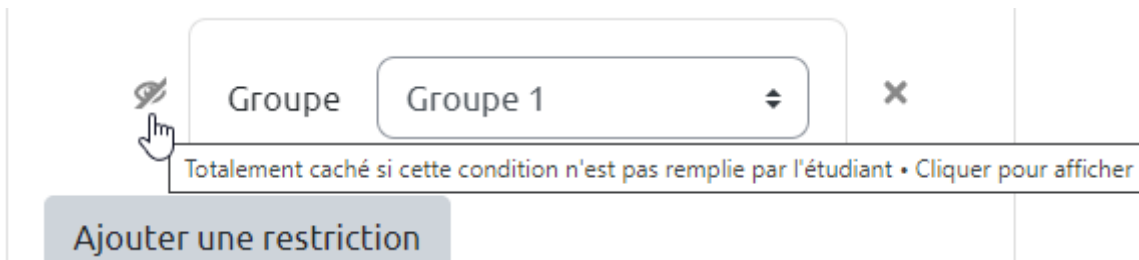 Groupe Groupe 1
Totalement caché si cette condition n'est pas remplie par l'étudiant • Cliquer pour afficher
Ajouter une restriction